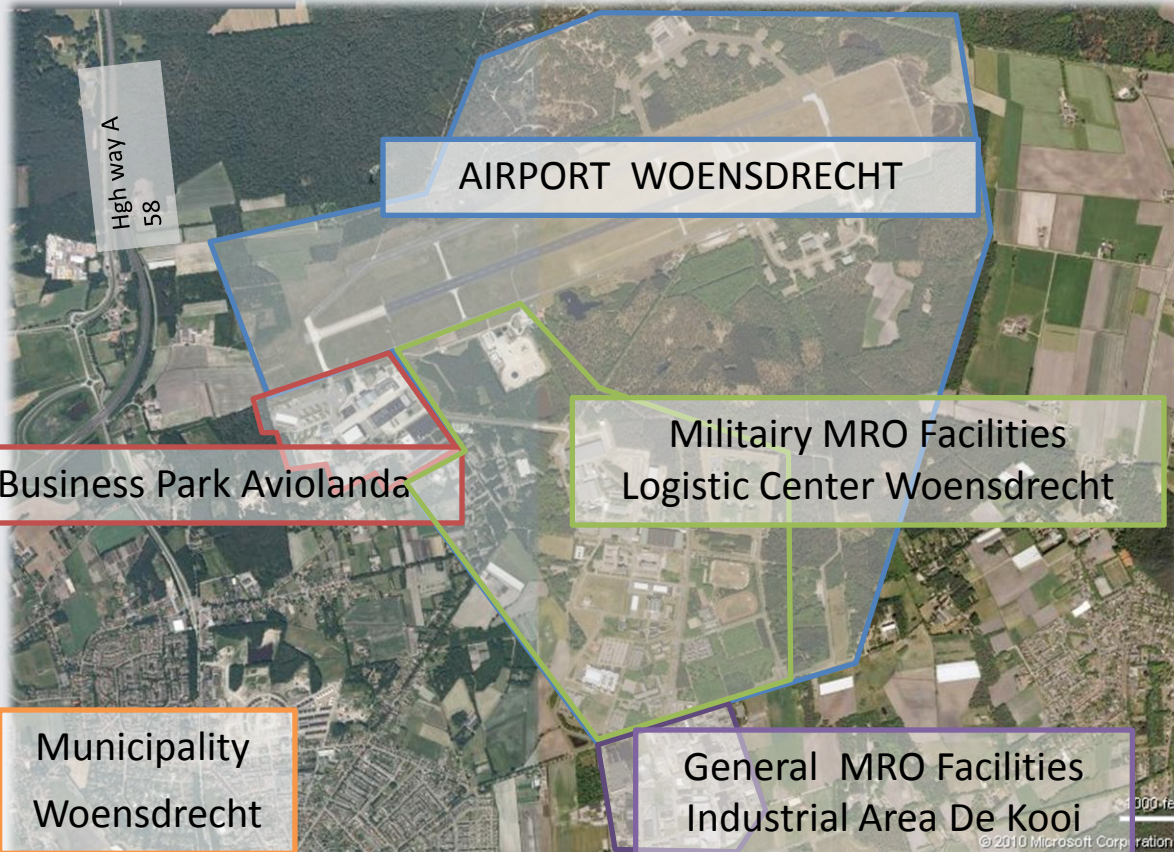 Hgh way A
58
AIRPORT WOENSDRECHT
Militairy MRO Facilities
Logistic Center Woensdrecht
Business Park Aviolanda
Municipality
Woensdrecht
General MRO Facilities
Industrial Area De Kooi
1000 fe
© 2010 Microsoft Corporation